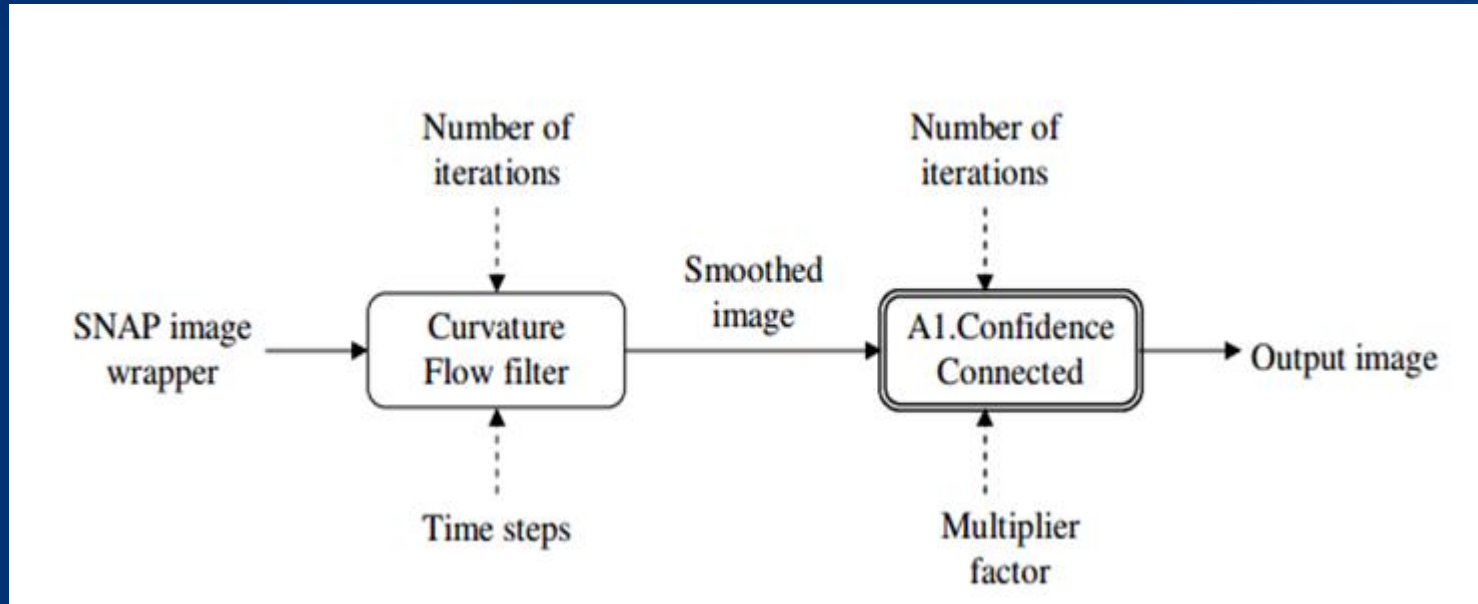 Number of
iterations
Number of
iterations
SNAP image
wrapper
Curvature
Flow filter
Smoothed
image
A1.Confidence
Connected
Output image
Time steps
Multiplier
factor